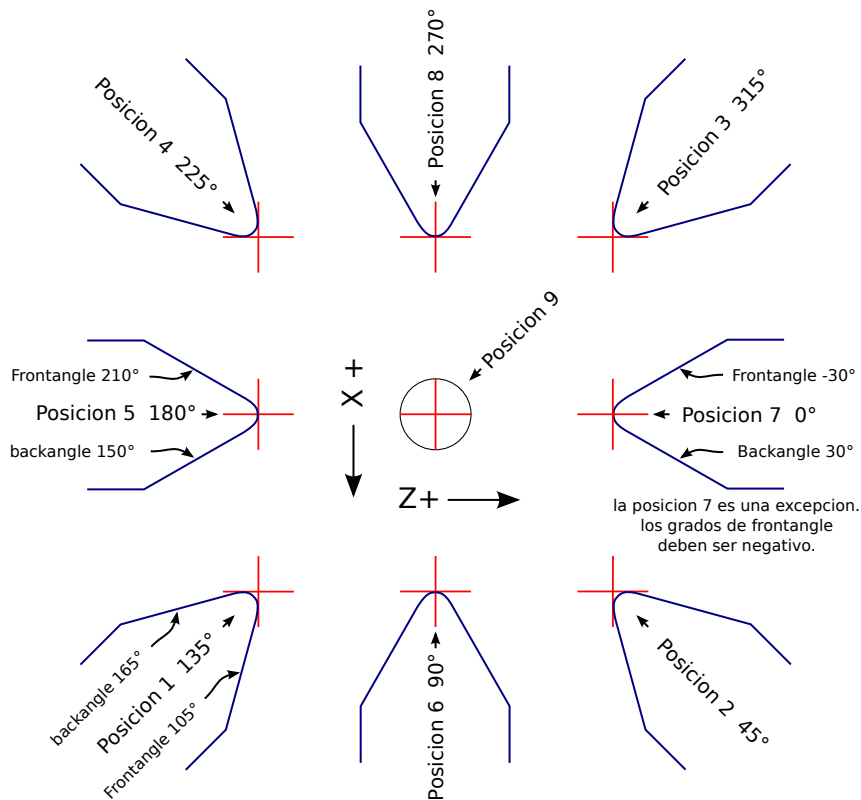 Posicion 4  225°
Posicion 8  270°
Posicion 3  315°
Posicion 9
X +
Z+
Frontangle 210°
Posicion 5  180°
backangle 150°
Frontangle -30°
Posicion 7  0°
Backangle 30°
la posicion 7 es una excepcion.
los grados de frontangle
deben ser negativo.
backangle 165°
Posicion 1  135°
Frontangle 105°
Posicion 6  90°
Posicion 2  45°